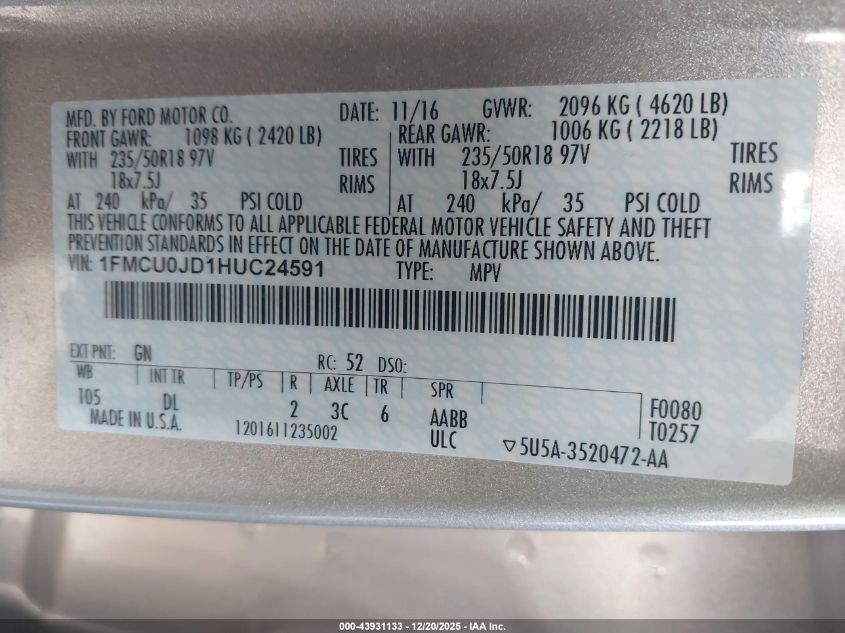 MFD. BY FORD MOTOR CO. DATE: 11/16 GVWR: 2096 KG ( 4620 LB)
FRONT GAWR: 1098 KG ( 2420 LB) REAR GAWR: 1006 KG ( 2218 LB)
WITH 235/50R18 97V TIRES WITH 235/50R18 97V TIRES
18x7.5J RIMS 18x7.5J RIMS
AT 240 kPa/ 35 PSI COLD AT 240 kPa/ 35 PSI COLD
THIS VEHICLE CONFORMS TO ALL APPLICABLE FEDERAL MOTOR VEHICLE SAFETY AND THEFT
PREVENTION STANDARDS IN EFFECT ON THE DATE OF MANUFACTURE SHOWN ABOVE.
VIN: 1FMCU0JD1HUC24591 TYPE: MPV
EXT PNT: GN RC: 52 DSO:
WB INT TR TP/PS R AXLE TR SPR
105 DL 2 3C 6 AABB F0080
MADE IN U.S.A. 1201611235002 ULC T0257
▽5U5A-3520472-AA
000-43931133 - 12/20/2025 - IAA Inc.